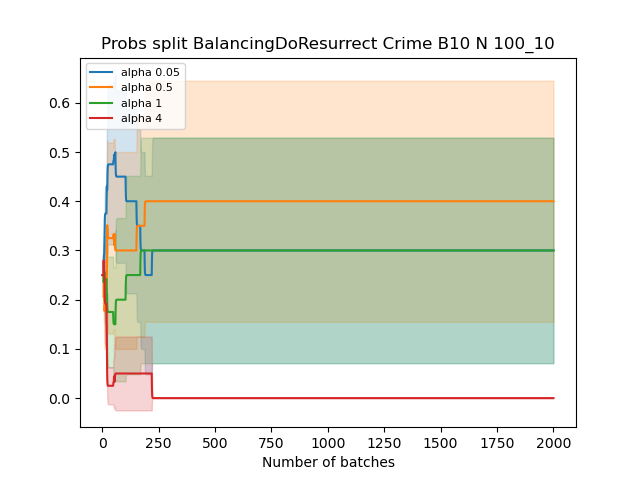 Probs split BalancingDoResurrect Crime B10 N 100_10
alpha 0.05
alpha 0.5
alpha 1
alpha 4
0.6
0.5
0.4
0.3
0.2
0.1
0.0
0 250 500 750 1000 1250 1500 1750 2000
Number of batches